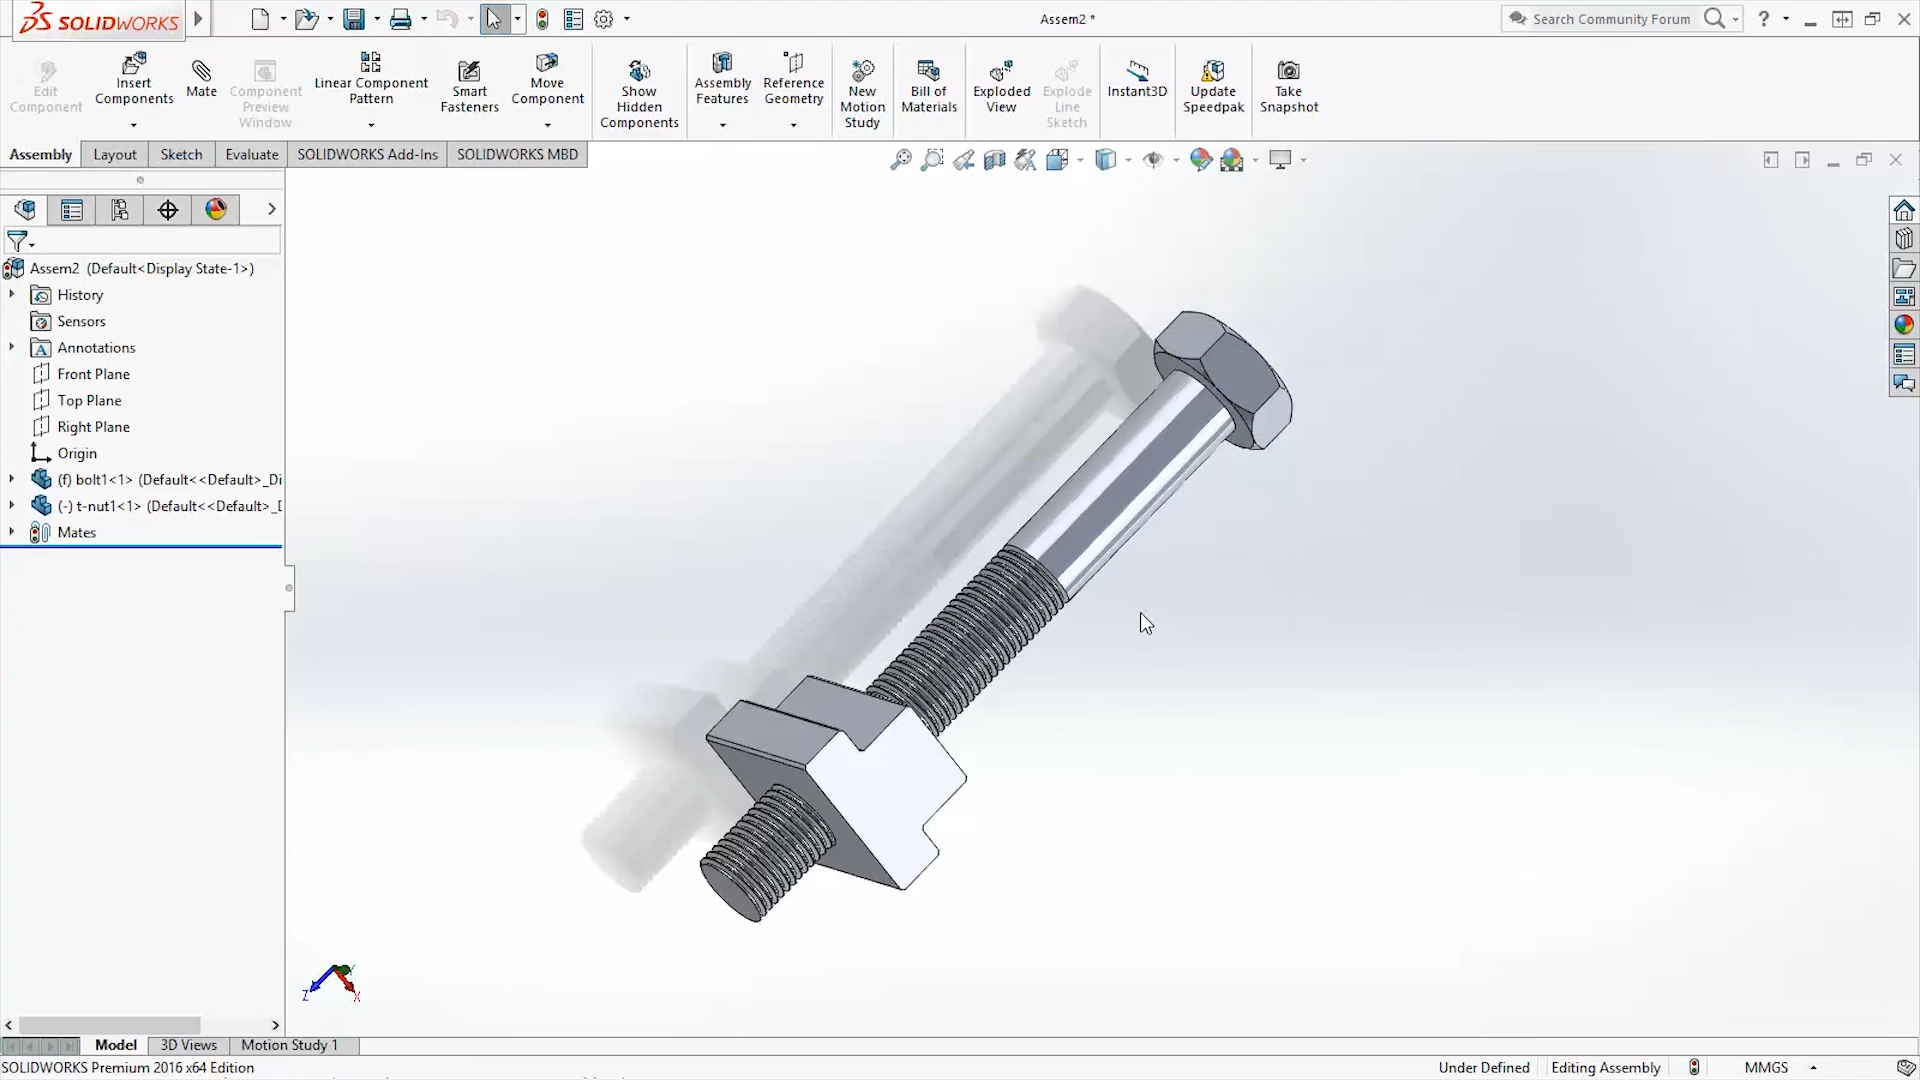 SOLIDWORKS
Assem2 *
Search Community Forum
?
Edit Component
Insert Components
Mate
Component Preview Window
Linear Component Pattern
Smart Fasteners
Move Component
Show Hidden Components
Assembly Features
Reference Geometry
New Motion Study
Bill of Materials
Exploded View
Explode Line Sketch
Instant3D
Update Speedpak
Take Snapshot
Assembly
Layout
Sketch
Evaluate
SOLIDWORKS Add-Ins
SOLIDWORKS MBD
Assem2 (Default<Display State-1>)
History
Sensors
A Annotations
Front Plane
Top Plane
Right Plane
Origin
(f) bolt1<1> (Default<<Default>_Di
(-) t-nut1<1> (Default<<Default>_D
Mates
Z
X
Model
3D Views
Motion Study 1
SOLIDWORKS Premium 2016 x64 Edition
Under Defined
Editing Assembly
MMGS